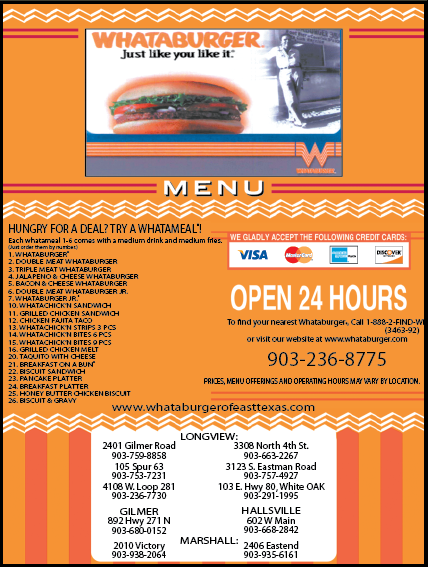 WHATABURGER
Just like you like it.
WHATABURGER
MENU
HUNGRY FOR A DEAL? TRY A WHATAMEAL®!
Each whatameal 1-6 comes with a medium drink and medium fries.
(Just order them by number.)
1. WHATABURGER®
2. DOUBLE MEAT WHATABURGER
3. TRIPLE MEAT WHATABURGER
4. JALAPENO & CHEESE WHATABURGER
5. BACON & CHEESE WHATABURGER
6. DOUBLE MEAT WHATABURGER JR.
7. WHATABURGER JR.®
10. WHATACHICK'N SANDWICH
11. GRILLED CHICKEN SANDWICH
12. CHICKEN FAJITA TACO
13. WHATACHICK'N STRIPS 3 PCS
14. WHATACHICK'N BITES 6 PCS
15. WHATACHICK'N BITES 9 PCS
16. GRILLED CHICKEN MELT
20. TAQUITO WITH CHEESE
21. BREAKFAST ON A BUN®
22. BISCUIT SANDWICH
23. PANCAKE PLATTER
24. BREAKFAST PLATTER
25. HONEY BUTTER CHICKEN BISCUIT
26. BISCUIT & GRAVY
WE GLADLY ACCEPT THE FOLLOWING CREDIT CARDS:
VISA MasterCard DISCOVER
OPEN 24 HOURS
To find your nearest Whataburger®, Call 1-888-2-FIND-W
(3463-92)
or visit our website at www.whataburger.com
903-236-8775
PRICES, MENU OFFERINGS AND OPERATING HOURS MAY VARY BY LOCATION.
www.whataburgerofeasttexas.com
LONGVIEW:
2401 Gilmer Road
903-759-8858
105 Spur 63
903-753-7231
4108 W. Loop 281
903-236-7730
3308 North 4th St.
903-663-2267
3123 S. Eastman Road
903-757-4927
103 E. Hwy 80, White OAK
903-291-1995
GILMER
892 Hwy 271 N
903-680-0152
HALLSVILLE
602 W Main
903-668-2842
MARSHALL:
2010 Victory
903-938-2064
2406 Eastend
903-935-6161